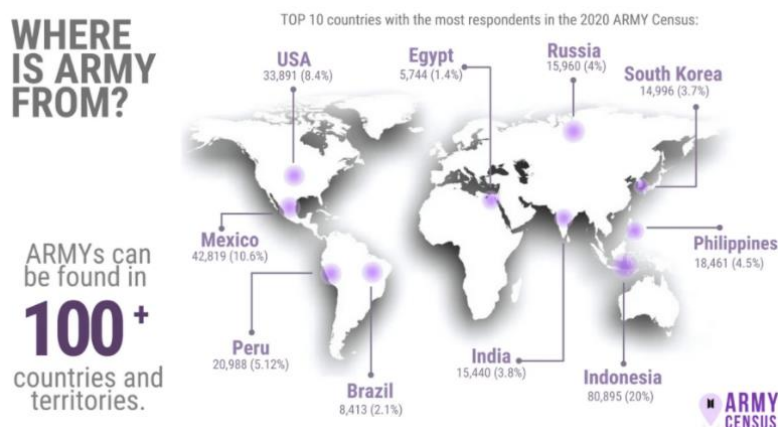 WHERE
IS ARMY
FROM?
TOP 10 countries with the most respondents in the 2020 ARMY Census:
USA
33,891 (8.4%)
Egypt
5,744 (1.4%)
Russia
15,960 (4%)
South Korea
14,996 (3.7%)
Mexico
42,819 (10.6%)
Philippines
18,461 (4.5%)
ARMYs can
be found in
100+
countries and
territories.
Peru
20,988 (5.12%)
Brazil
8,413 (2.1%)
India
15,440 (3.8%)
Indonesia
80,895 (20%)
ARMY
CENSUS